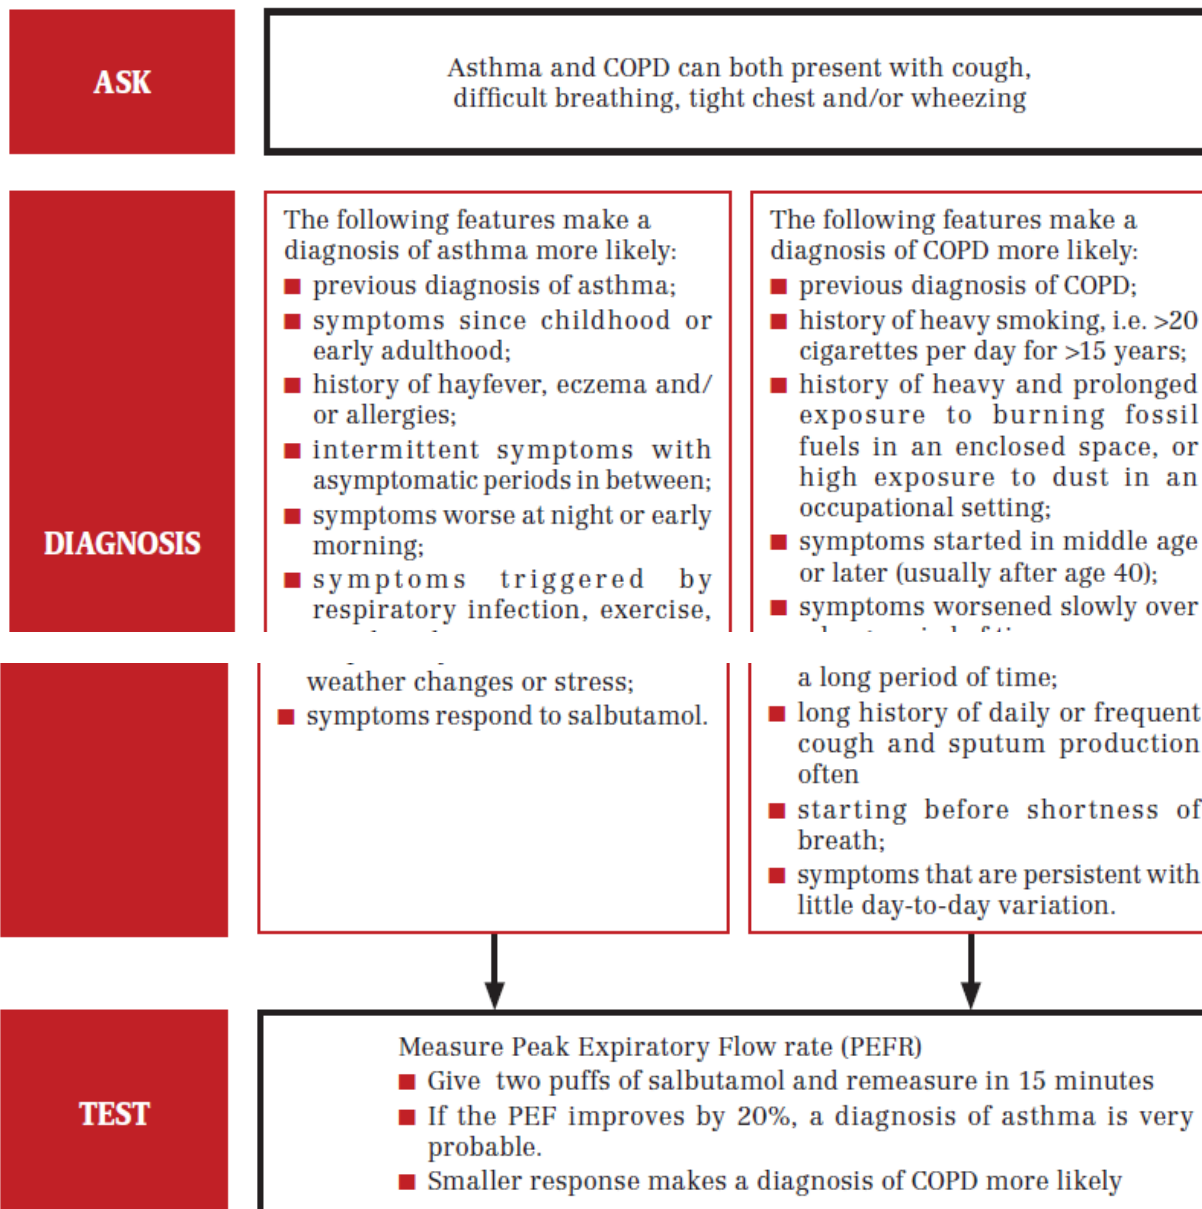 ASK
Asthma and COPD can both present with cough,
difficult breathing, tight chest and/or wheezing
DIAGNOSIS
The following features make a
diagnosis of asthma more likely:
■ previous diagnosis of asthma;
■ symptoms since childhood or
early adulthood;
■ history of hayfever, eczema and/
or allergies;
■ intermittent symptoms with
asymptomatic periods in between;
■ symptoms worse at night or early
morning;
■ symptoms triggered by
respiratory infection, exercise,
weather changes or stress;
■ symptoms respond to salbutamol.
The following features make a
diagnosis of COPD more likely:
■ previous diagnosis of COPD;
■ history of heavy smoking, i.e. >20
cigarettes per day for >15 years;
■ history of heavy and prolonged
exposure to burning fossil
fuels in an enclosed space, or
high exposure to dust in an
occupational setting;
■ symptoms started in middle age
or later (usually after age 40);
■ symptoms worsened slowly over
a long period of time;
■ long history of daily or frequent
cough and sputum production
often
■ starting before shortness of
breath;
■ symptoms that are persistent with
little day-to-day variation.
TEST
Measure Peak Expiratory Flow rate (PEFR)
■ Give two puffs of salbutamol and remeasure in 15 minutes
■ If the PEF improves by 20%, a diagnosis of asthma is very
probable.
■ Smaller response makes a diagnosis of COPD more likely